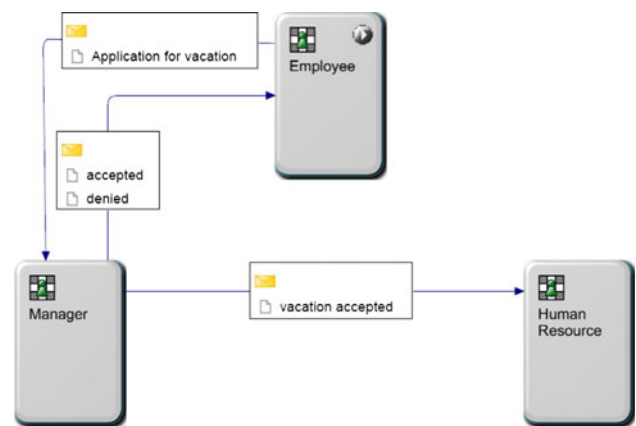 Application for vacation
Employee
accepted
denied
Manager
vacation accepted
Human
Resource